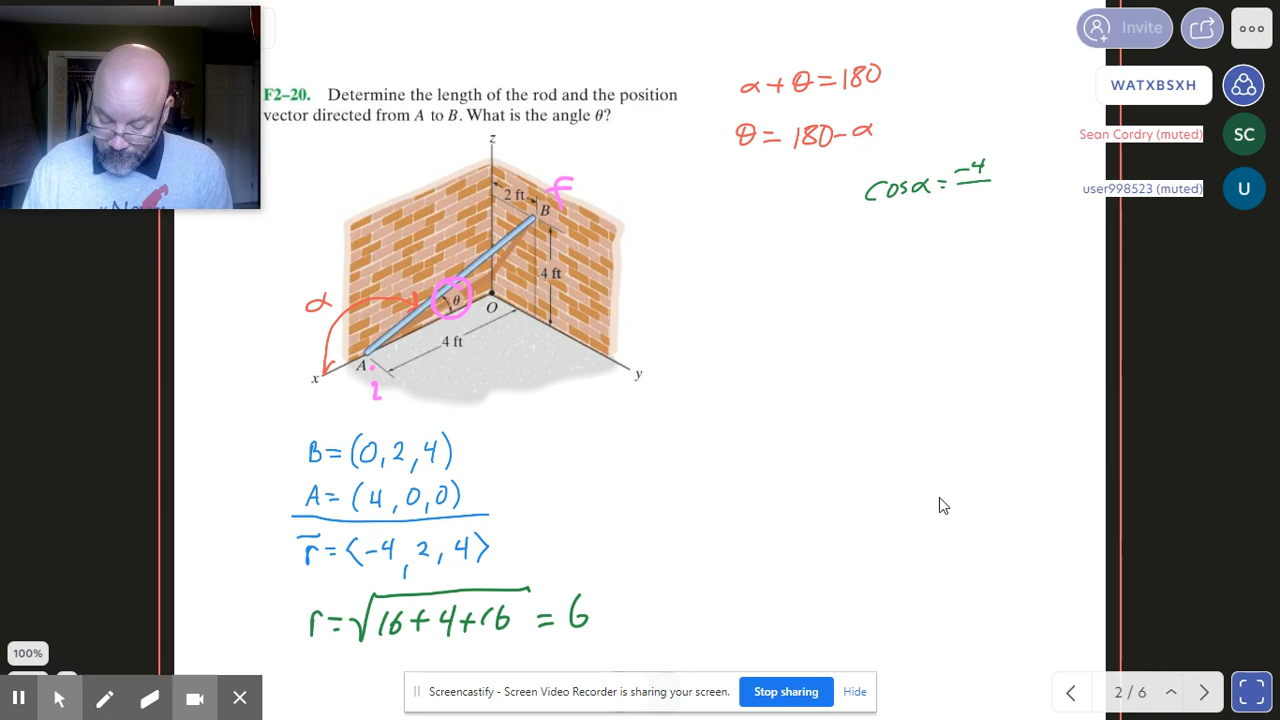 Invite
WATXBSXH
Sean Cordry (muted)
SC
user998523 (muted)
U
F2–20. Determine the length of the rod and the position
vector directed from A to B. What is the angle θ?
α + θ = 180
θ = 180 - α
cos α = -4
z
2 ft
f
B
4 ft
α
θ
O
4 ft
A
x
i
y
B = (0, 2, 4)
A = (4, 0, 0)
r = ⟨-4, 2, 4⟩
r = √16 + 4 + 16 = 6
100%
Screencastify - Screen Video Recorder is sharing your screen.
Stop sharing
Hide
2 / 6